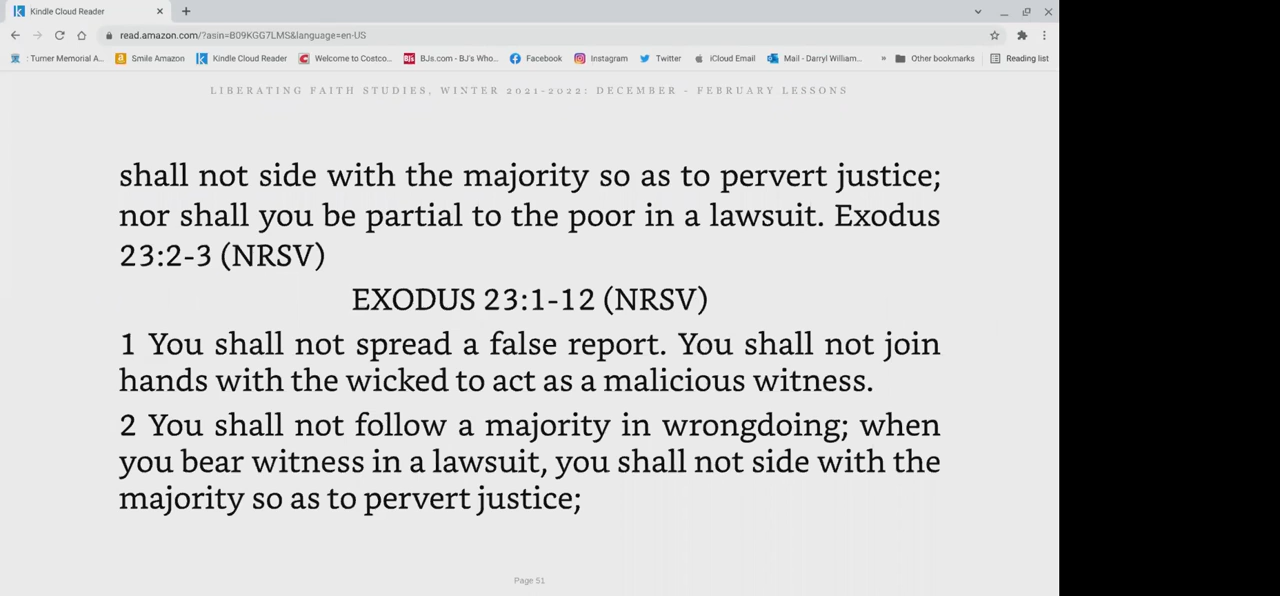 Kindle Cloud Reader
read.amazon.com/?asin=B09KGG7LMS&language=en-US
: Turner Memorial A... Smile Amazon Kindle Cloud Reader Welcome to Costco... BJs.com - BJ's Who... Facebook Instagram Twitter iCloud Email Mail - Darryl William... » Other bookmarks Reading list
LIBERATING FAITH STUDIES, WINTER 2021-2022: DECEMBER - FEBRUARY LESSONS
shall not side with the majority so as to pervert justice;
nor shall you be partial to the poor in a lawsuit. Exodus
23:2-3 (NRSV)
EXODUS 23:1-12 (NRSV)
1 You shall not spread a false report. You shall not join
hands with the wicked to act as a malicious witness.
2 You shall not follow a majority in wrongdoing; when
you bear witness in a lawsuit, you shall not side with the
majority so as to pervert justice;
Page 51